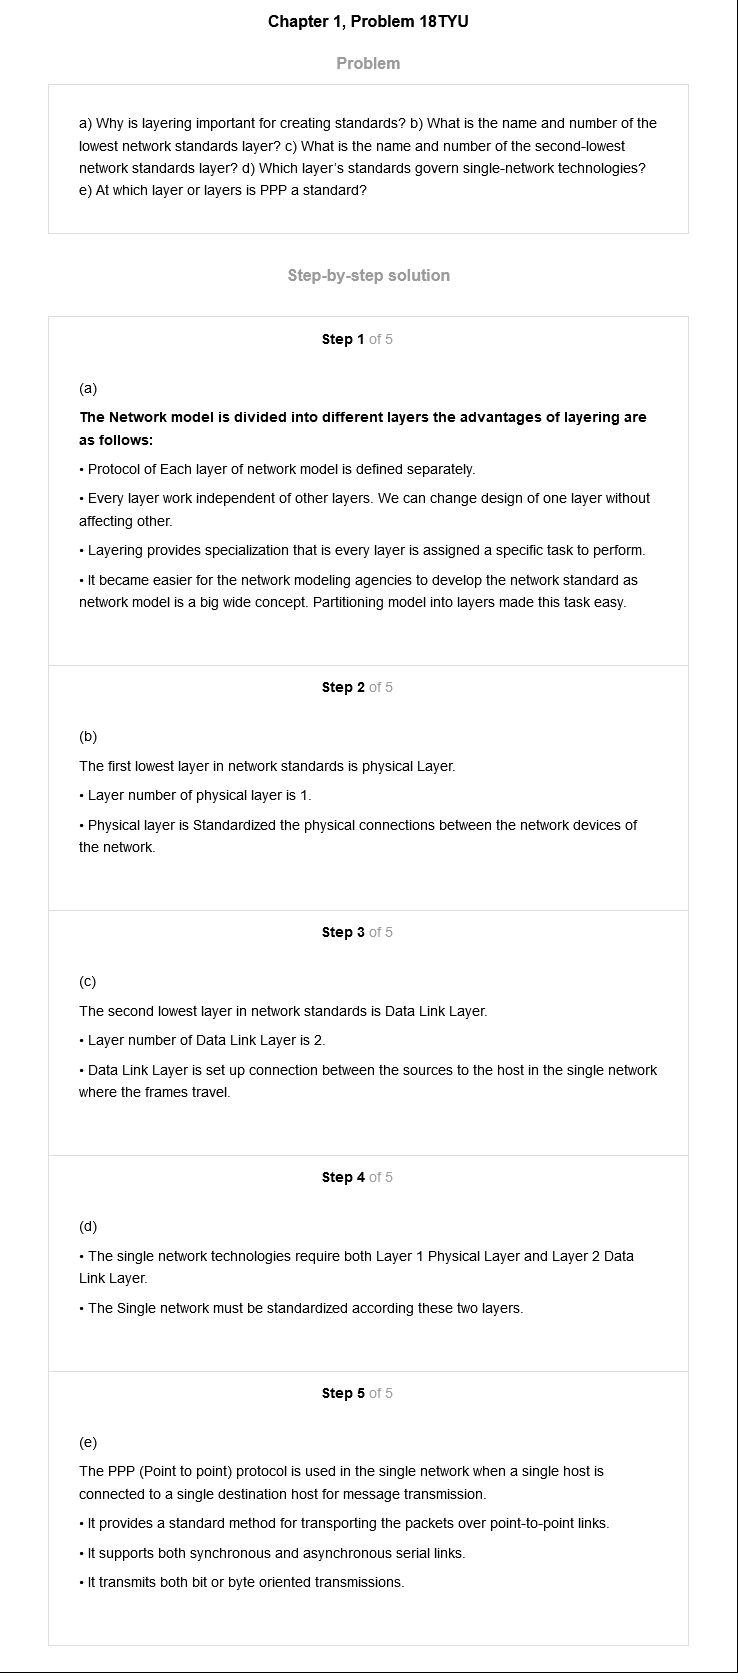 Chapter 1, Problem 18TYU
Problem
a) Why is layering important for creating standards? b) What is the name and number of the
lowest network standards layer? c) What is the name and number of the second-lowest
network standards layer? d) Which layer's standards govern single-network technologies?
e) At which layer or layers is PPP a standard?
Step-by-step solution
Step 1 of 5
(a)
The Network model is divided into different layers the advantages of layering are
as follows:
• Protocol of Each layer of network model is defined separately.
• Every layer work independent of other layers. We can change design of one layer without
affecting other.
• Layering provides specialization that is every layer is assigned a specific task to perform.
• It became easier for the network modeling agencies to develop the network standard as
network model is a big wide concept. Partitioning model into layers made this task easy.
Step 2 of 5
(b)
The first lowest layer in network standards is physical Layer.
• Layer number of physical layer is 1.
• Physical layer is Standardized the physical connections between the network devices of
the network.
Step 3 of 5
(c)
The second lowest layer in network standards is Data Link Layer.
• Layer number of Data Link Layer is 2.
• Data Link Layer is set up connection between the sources to the host in the single network
where the frames travel.
Step 4 of 5
(d)
• The single network technologies require both Layer 1 Physical Layer and Layer 2 Data
Link Layer.
• The Single network must be standardized according these two layers.
Step 5 of 5
(e)
The PPP (Point to point) protocol is used in the single network when a single host is
connected to a single destination host for message transmission.
• It provides a standard method for transporting the packets over point-to-point links.
• It supports both synchronous and asynchronous serial links.
• It transmits both bit or byte oriented transmissions.